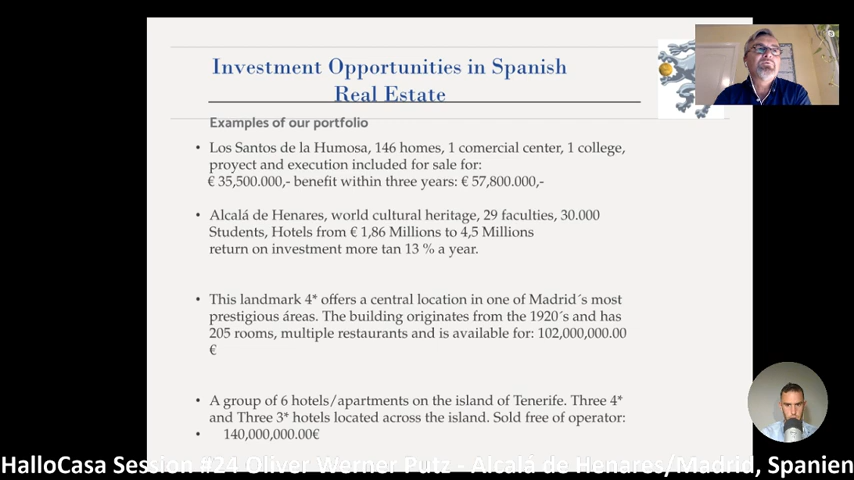 Investment Opportunities in Spanish
Real Estate
Examples of our portfolio
• Los Santos de la Humosa, 146 homes, 1 comercial center, 1 college,
proyect and execution included for sale for:
€ 35,500.000,- benefit within three years: € 57,800.000,-
• Alcalá de Henares, world cultural heritage, 29 faculties, 30.000
Students, Hotels from € 1,86 Millions to 4,5 Millions
return on investment more tan 13 % a year.
• This landmark 4* offers a central location in one of Madrid´s most
prestigious áreas. The building originates from the 1920´s and has
205 rooms, multiple restaurants and is available for: 102,000,000.00
€
• A group of 6 hotels/apartments on the island of Tenerife. Three 4*
and Three 3* hotels located across the island. Sold free of operator:
• 140,000,000.00€
HalloCasa Session #24 Oliver Werner Putz - Alcalá de Henares/Madrid, Spanien